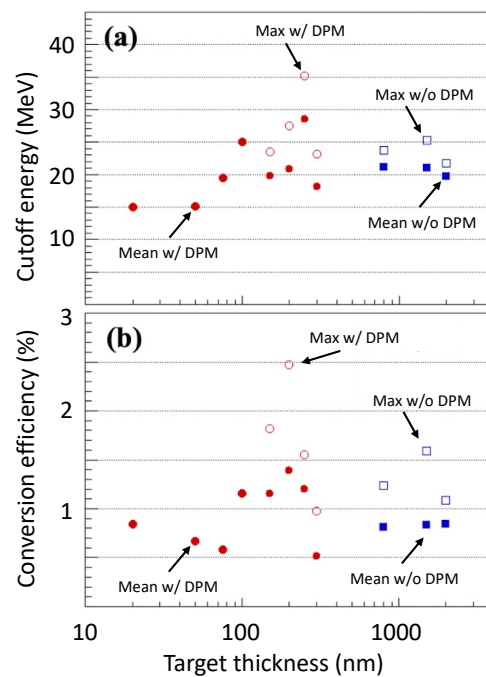 40
(a)
Max w/ DPM
Max w/o DPM
30
20
10
Mean w/ DPM
Mean w/o DPM
Cutoff energy (MeV)
3
(b)
Max w/ DPM
2
Max w/o DPM
1
Mean w/ DPM
Mean w/o DPM
Conversion efficiency (%)
10
100
1000
Target thickness (nm)